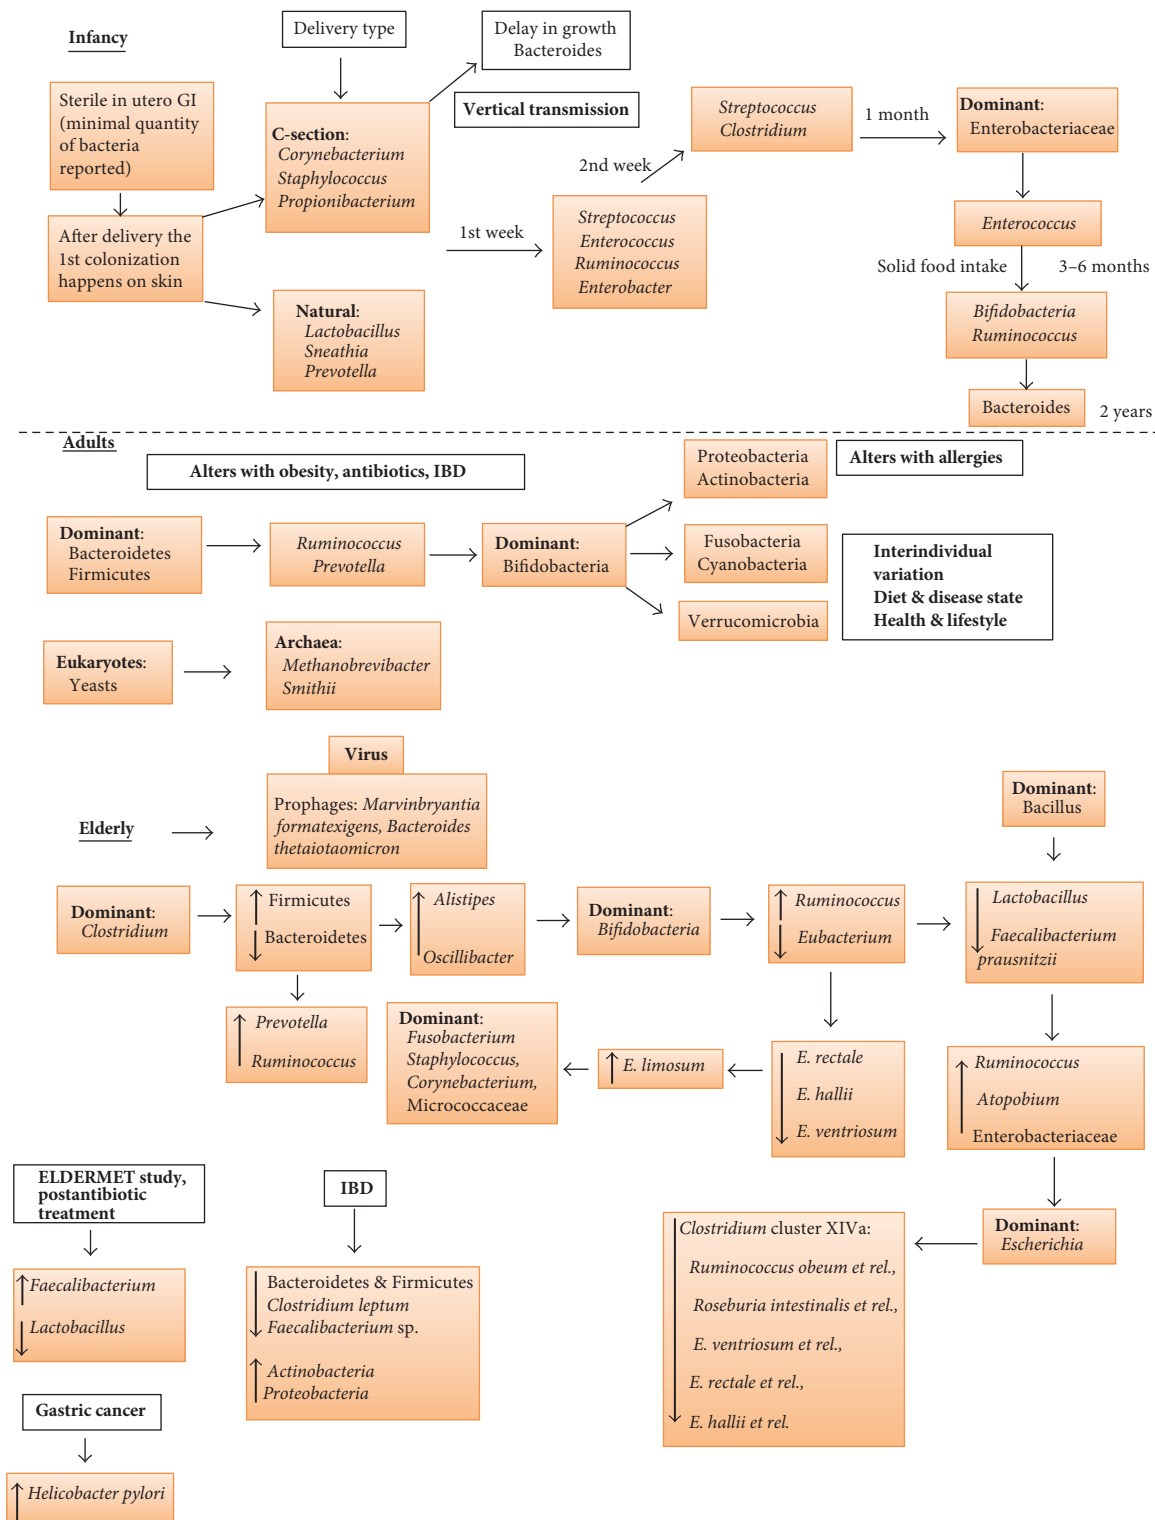 Infancy
Delivery type
Delay in growth
Bacteroides
Vertical transmission
Sterile in utero GI
(minimal quantity
of bacteria
reported)
After delivery the
1st colonization
happens on skin
C-section:
Corynebacterium
Staphylococcus
Propionibacterium
Natural:
Lactobacillus
Sneathia
Prevotella
1st week
Streptococcus
Enterococcus
Ruminococcus
Enterobacter
2nd week
Streptococcus
Clostridium
1 month
Dominant:
Enterobacteriaceae
Enterococcus
Solid food intake
3–6 months
Bifidobacteria
Ruminococcus
Bacteroides
2 years
Adults
Alters with obesity, antibiotics, IBD
Dominant:
Bacteroidetes
Firmicutes
Ruminococcus
Prevotella
Dominant:
Bifidobacteria
Proteobacteria
Actinobacteria
Alters with allergies
Fusobacteria
Cyanobacteria
Verrucomicrobia
Interindividual
variation
Diet & disease state
Health & lifestyle
Eukaryotes:
Yeasts
Archaea:
Methanobrevibacter
Smithii
Elderly
Virus
Prophages: Marvinbryantia
formatexigens, Bacteroides
thetaiotaomicron
Dominant:
Clostridium
Firmicutes
Bacteroidetes
Prevotella
Ruminococcus
Alistipes
Oscillibacter
Dominant:
Bifidobacteria
Ruminococcus
Eubacterium
Dominant:
Bacillus
Lactobacillus
Faecalibacterium
prausnitzii
E. rectale
E. hallii
E. ventriosum
E. limosum
Dominant:
Fusobacterium
Staphylococcus,
Corynebacterium,
Micrococcaceae
Ruminococcus
Atopobium
Enterobacteriaceae
Dominant:
Escherichia
Clostridium cluster XIVa:
Ruminococcus obeum et rel.,
Roseburia intestinalis et rel.,
E. ventriosum et rel.,
E. rectale et rel.,
E. hallii et rel.
ELDERMET study,
postantibiotic
treatment
Faecalibacterium
Lactobacillus
IBD
Bacteroidetes & Firmicutes
Clostridium leptum
Faecalibacterium sp.
Actinobacteria
Proteobacteria
Gastric cancer
Helicobacter pylori